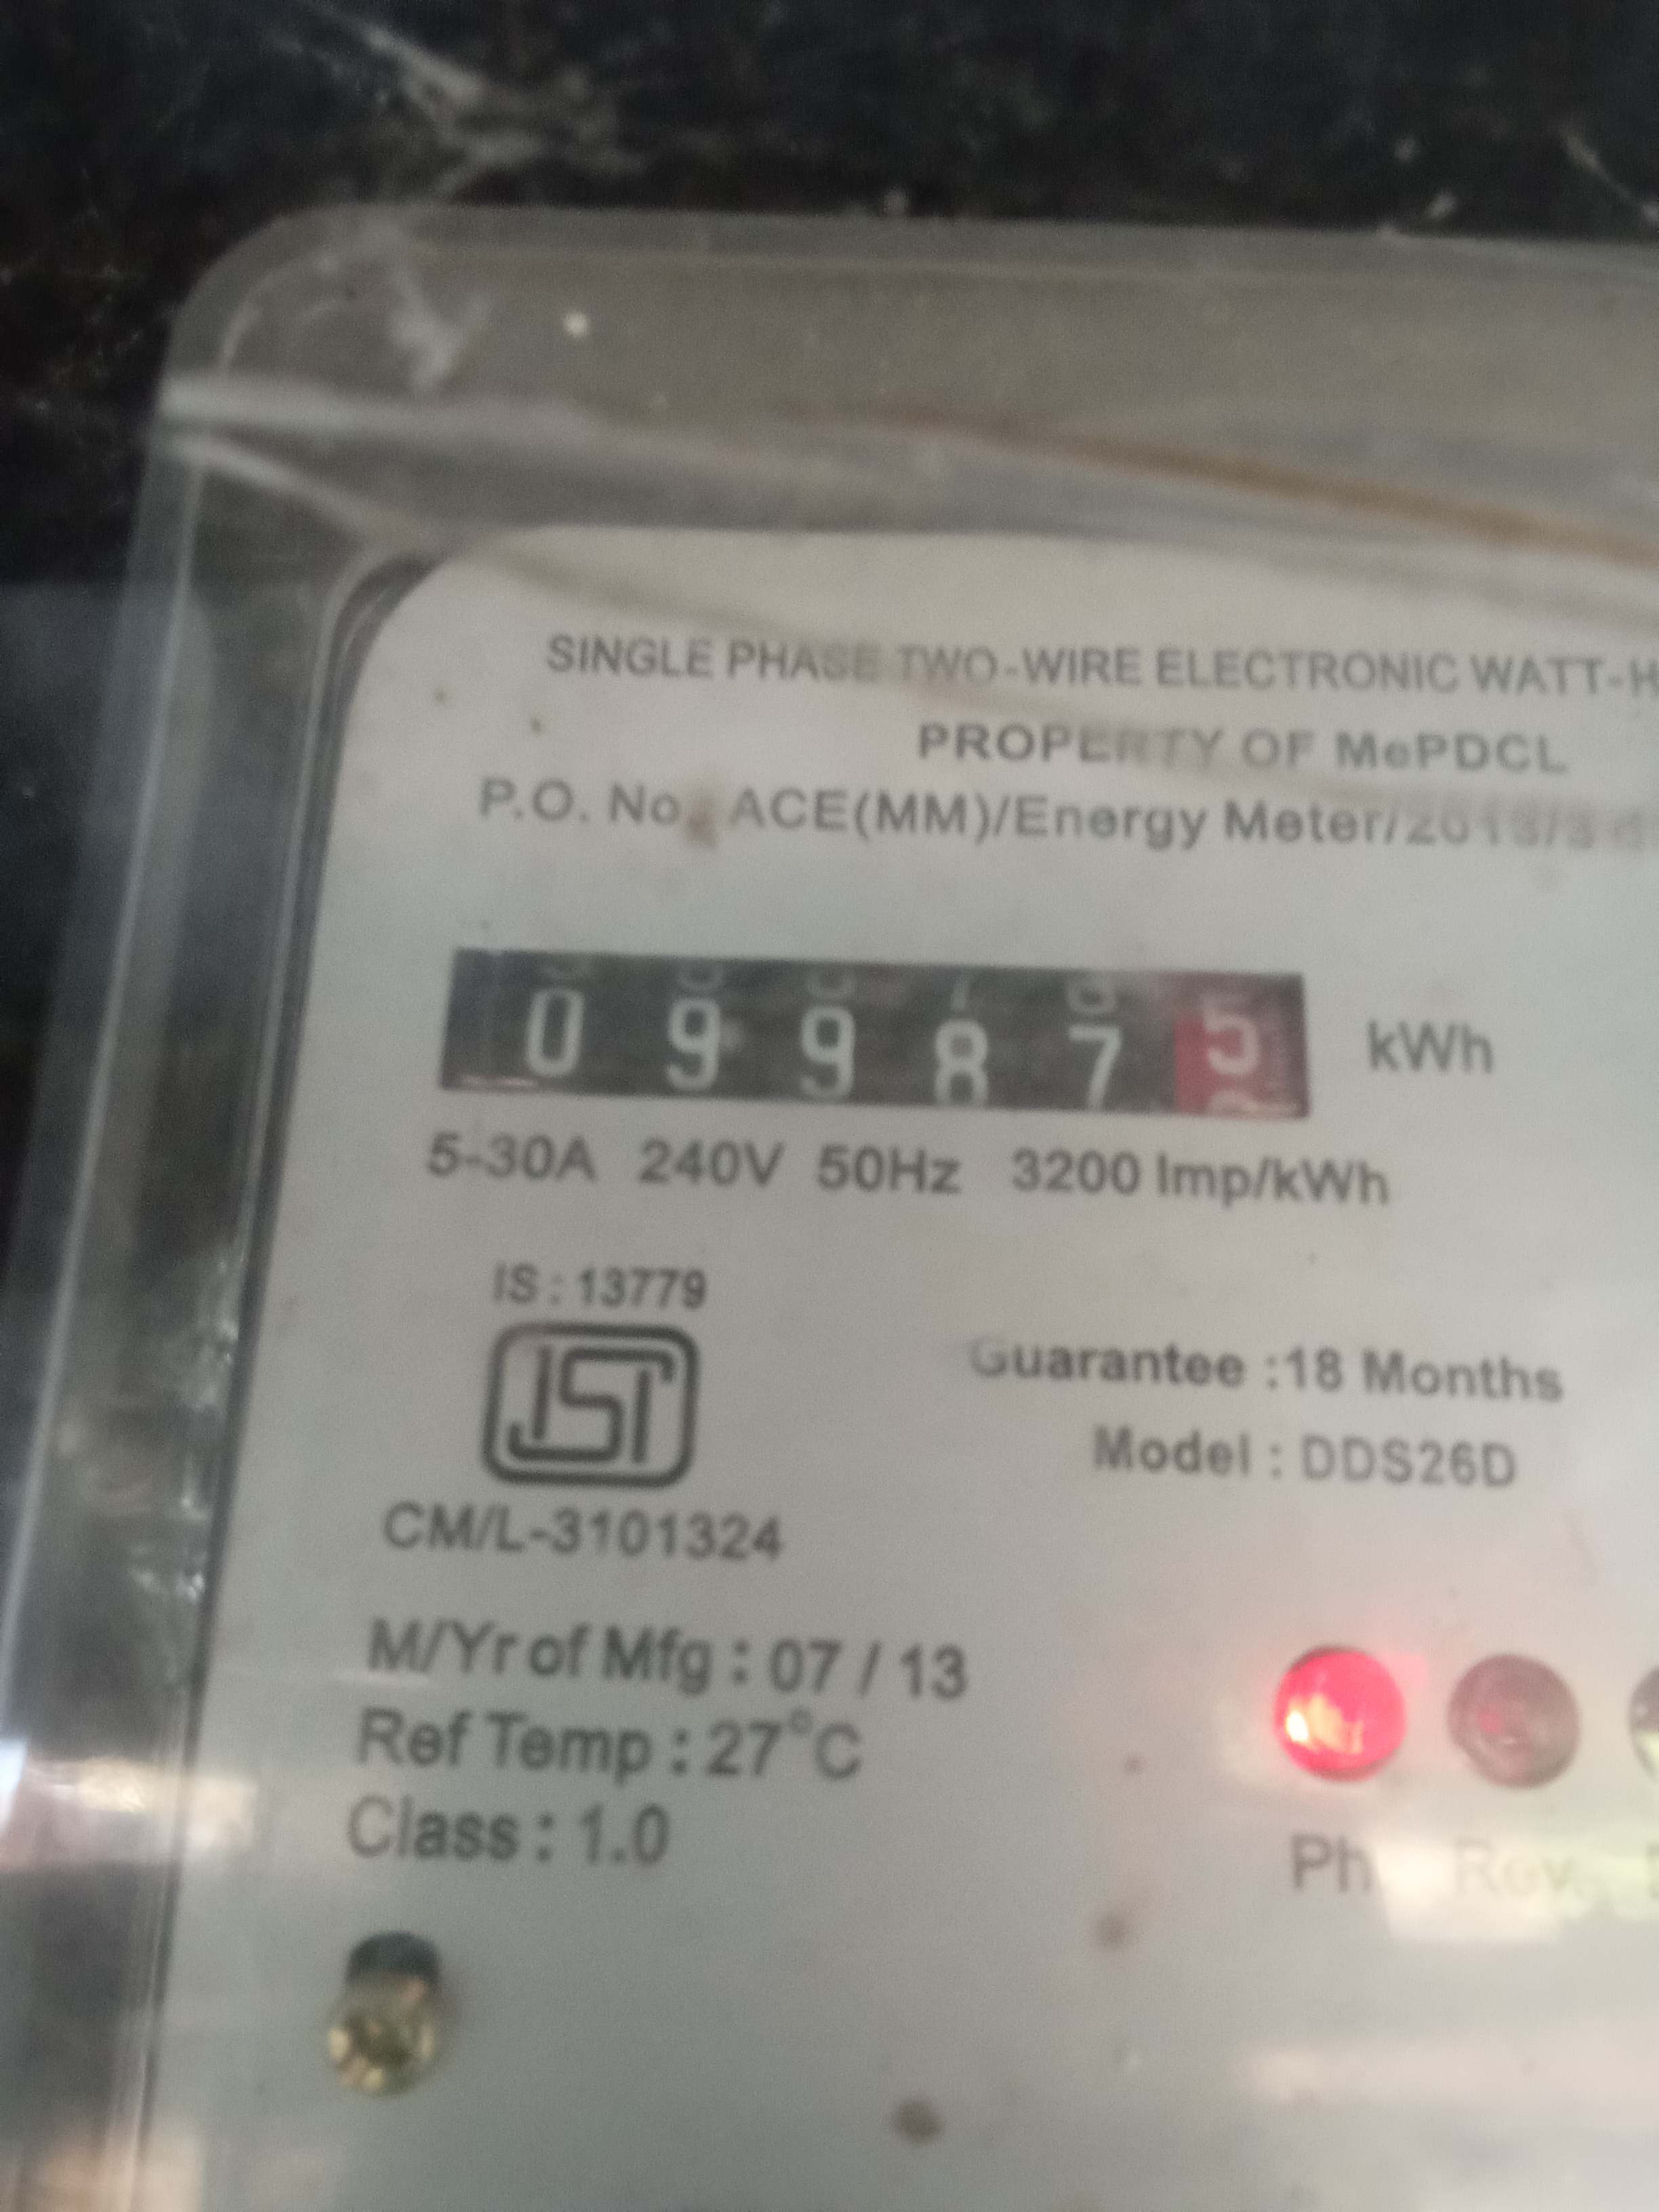 SINGLE PHASE TWO-WIRE ELECTRONIC WATT-H
PROPERTY OF MePDCL
P.O. No. ACE(MM)/Energy Meter/2013/
0 9 9 8 7 5 kWh
5-30A 240V 50Hz 3200 Imp/kWh
IS : 13779
ISI
CM/L-3101324
Guarantee :18 Months
Model : DDS26D
M/Yr of Mfg : 07 / 13
Ref Temp : 27°C
Class : 1.0
Ph Rev